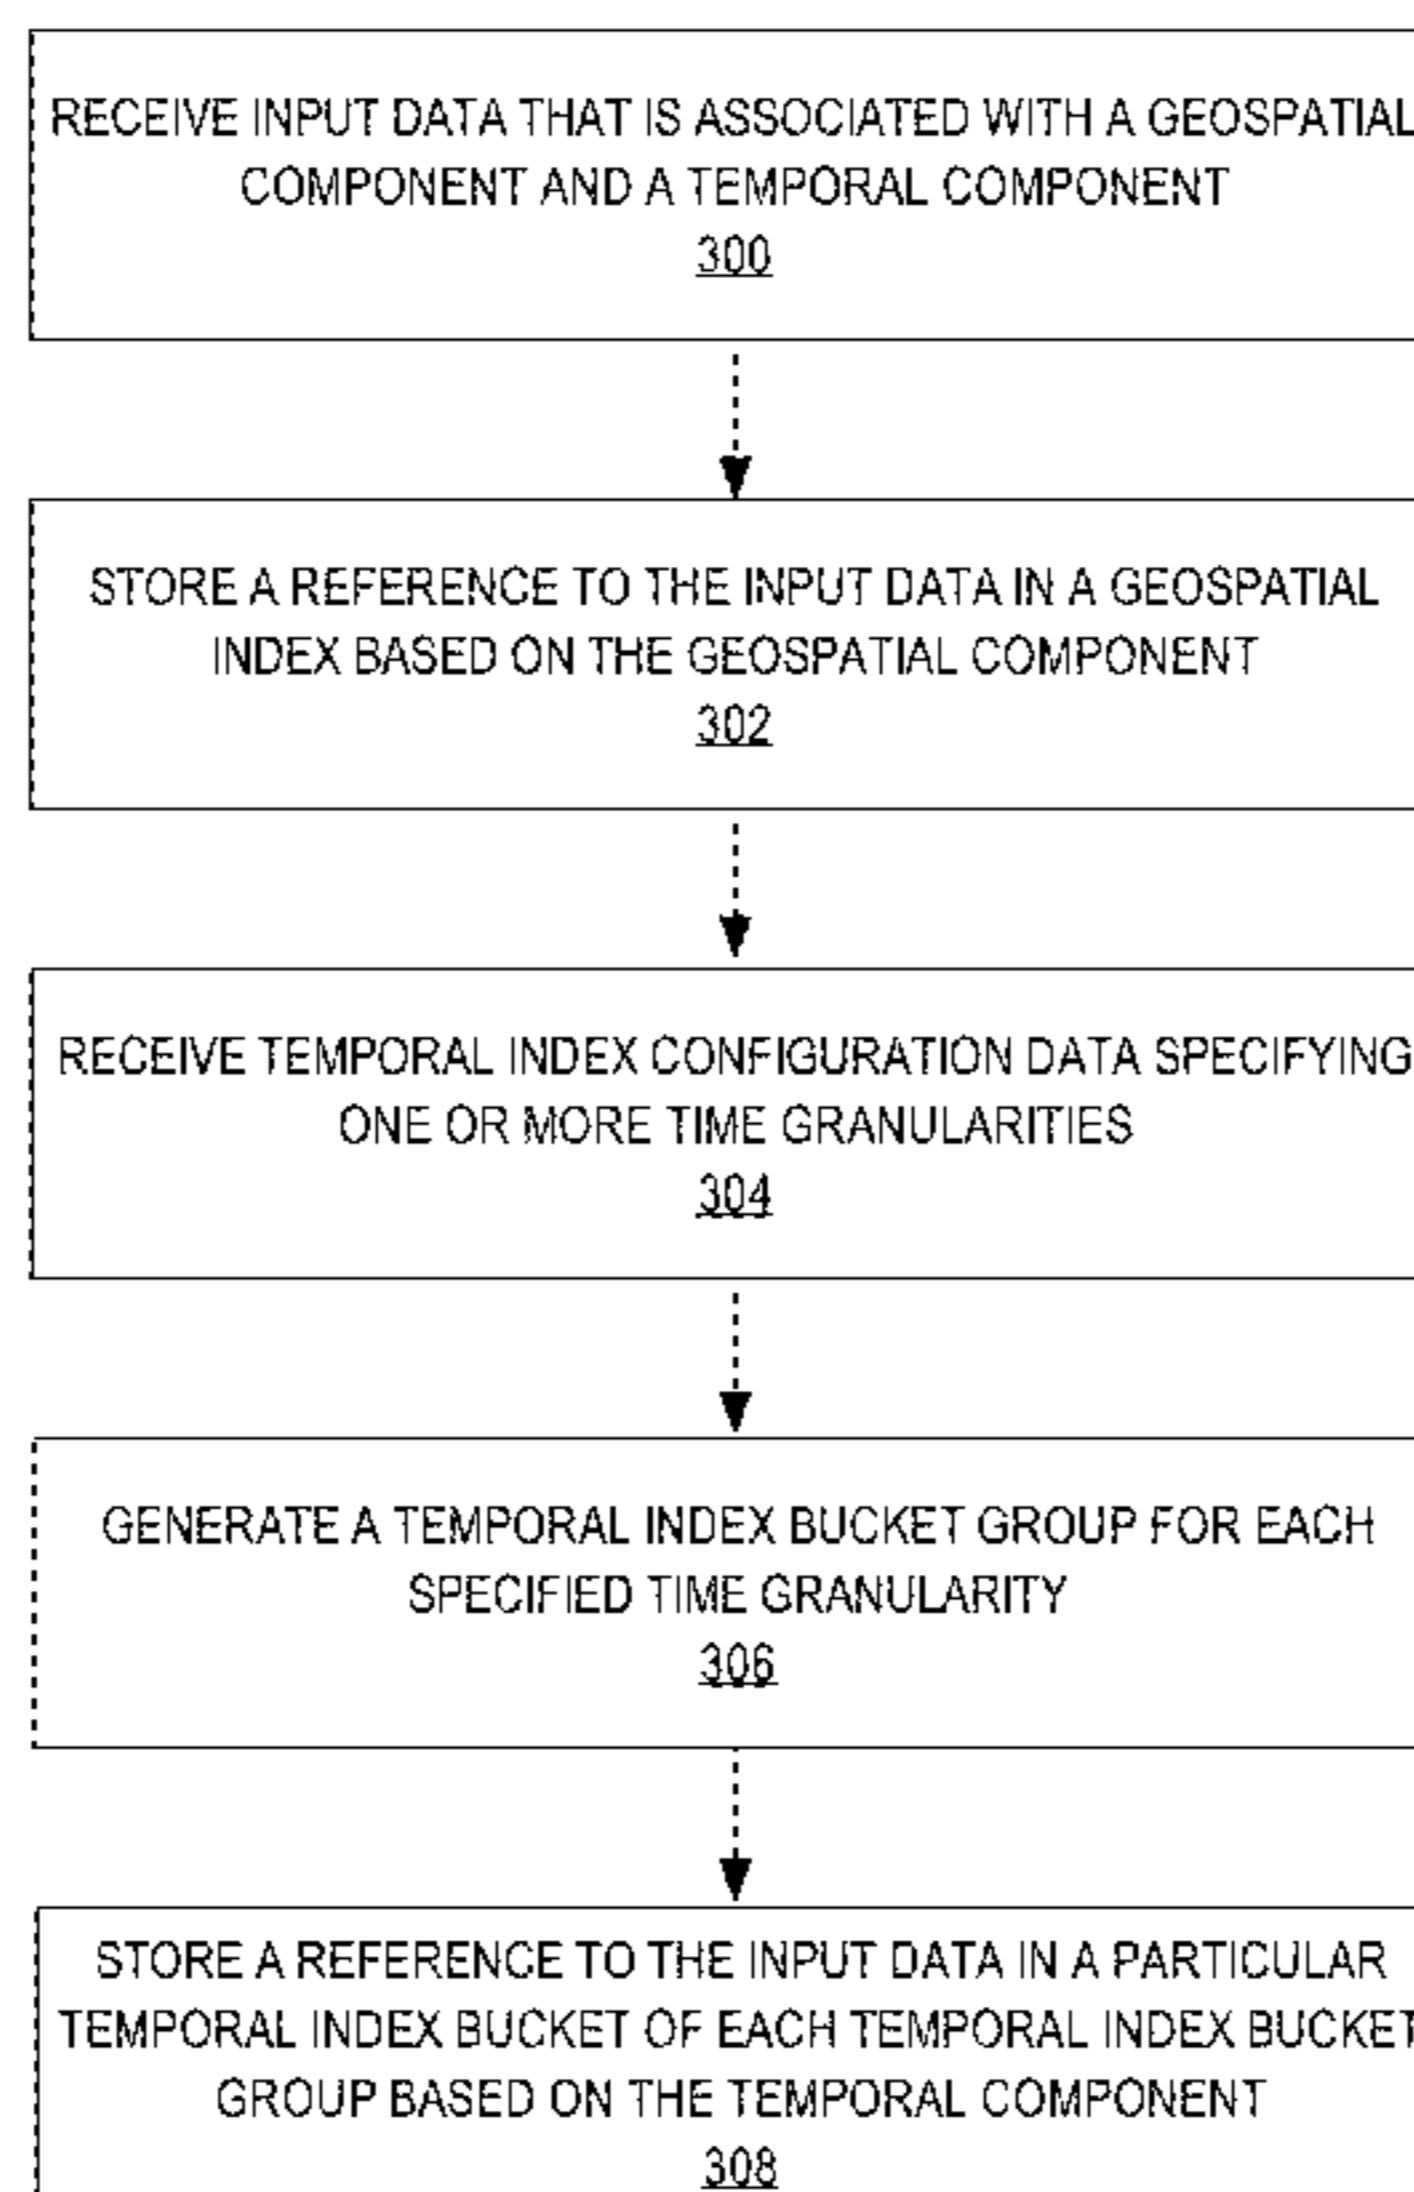 RECEIVE INPUT DATA THAT IS ASSOCIATED WITH A GEOSPATIAL
COMPONENT AND A TEMPORAL COMPONENT
300
STORE A REFERENCE TO THE INPUT DATA IN A GEOSPATIAL
INDEX BASED ON THE GEOSPATIAL COMPONENT
302
RECEIVE TEMPORAL INDEX CONFIGURATION DATA SPECIFYING
ONE OR MORE TIME GRANULARITIES
304
GENERATE A TEMPORAL INDEX BUCKET GROUP FOR EACH
SPECIFIED TIME GRANULARITY
306
STORE A REFERENCE TO THE INPUT DATA IN A PARTICULAR
TEMPORAL INDEX BUCKET OF EACH TEMPORAL INDEX BUCKET
GROUP BASED ON THE TEMPORAL COMPONENT
308